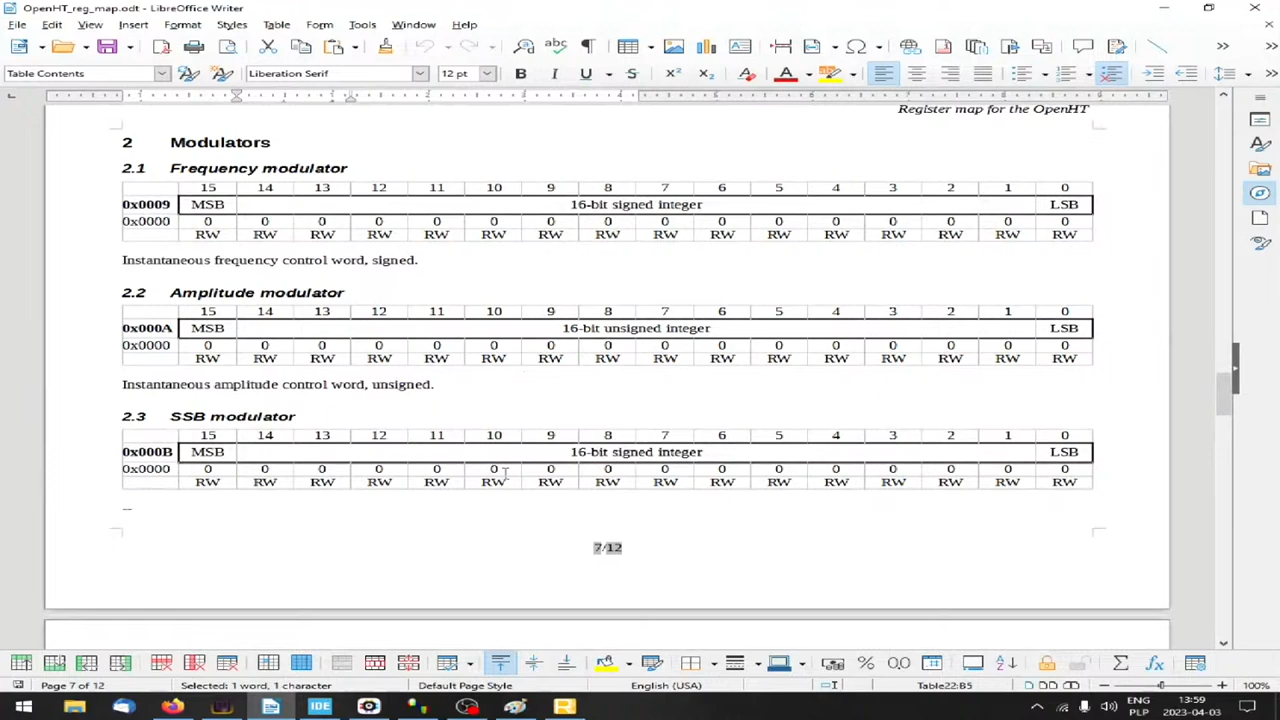 OpenHT_reg_map.odt - LibreOffice Writer
File Edit View Insert Format Styles Table Form Tools Window Help
Table Contents Liberation Serif 12 pt
Register map for the OpenHT
2 Modulators
2.1 Frequency modulator
15 14 13 12 11 10 9 8 7 6 5 4 3 2 1 0
0x0009 MSB 16-bit signed integer LSB
0x0000 0 0 0 0 0 0 0 0 0 0 0 0 0 0 0 0
RW RW RW RW RW RW RW RW RW RW RW RW RW RW RW RW
Instantaneous frequency control word, signed.
2.2 Amplitude modulator
15 14 13 12 11 10 9 8 7 6 5 4 3 2 1 0
0x000A MSB 16-bit unsigned integer LSB
0x0000 0 0 0 0 0 0 0 0 0 0 0 0 0 0 0 0
RW RW RW RW RW RW RW RW RW RW RW RW RW RW RW RW
Instantaneous amplitude control word, unsigned.
2.3 SSB modulator
15 14 13 12 11 10 9 8 7 6 5 4 3 2 1 0
0x000B MSB 16-bit signed integer LSB
0x0000 0 0 0 0 0 0 0 0 0 0 0 0 0 0 0 0
RW RW RW RW RW RW RW RW RW RW RW RW RW RW RW RW
--
7/12
Page 7 of 12 Selected: 1 word, 1 character Default Page Style English (USA) Table22:B5 100%
IDE ENG 13:59
PLP 2023-04-03